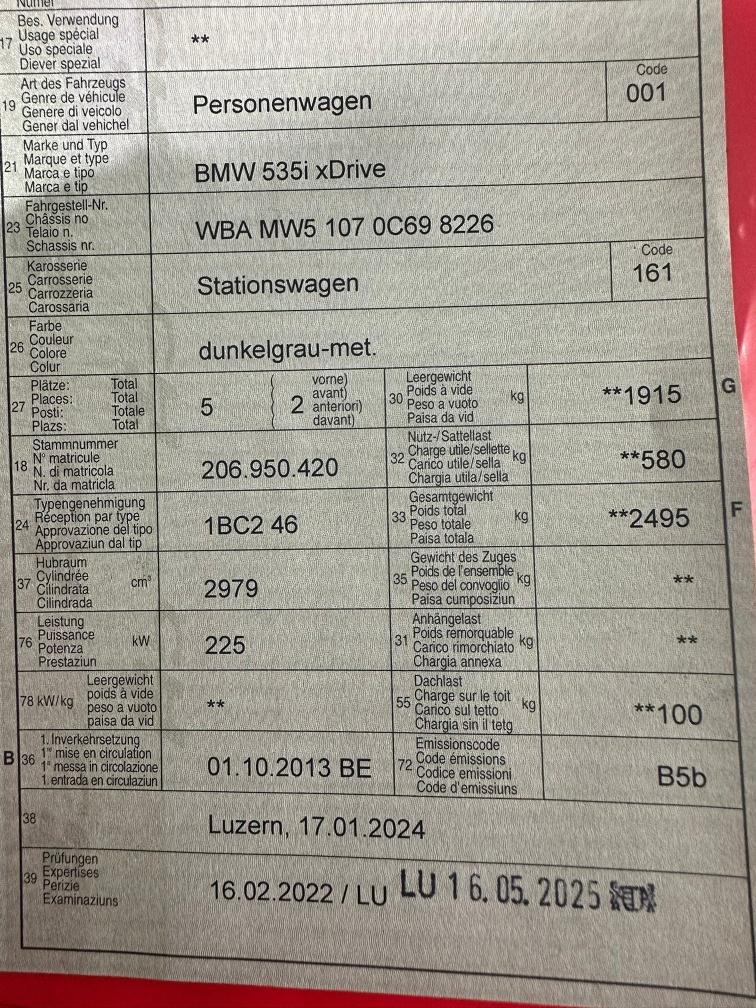 17 Bes. Verwendung
Usage spécial
Uso speciale
Diever spezial
**
19 Art des Fahrzeugs
Genre de véhicule
Genere di veicolo
Gener dal vehichel
Personenwagen
Code
001
21 Marke und Typ
Marque et type
Marca e tipo
Marca e tip
BMW 535i xDrive
23 Fahrgestell-Nr.
Châssis no
Telaio n.
Schassis nr.
WBA MW5 107 0C69 8226
25 Karosserie
Carrosserie
Carrozzeria
Carossaria
Stationswagen
Code
161
26 Farbe
Couleur
Colore
Colur
dunkelgrau-met.
27 Plätze: Total
Places: Total
Posti: Totale
Plazs: Total
5
2
vorne)
avant)
anteriori)
davant)
30 Leergewicht
Poids à vide
Peso a vuoto
Paisa da vid
kg
**1915
G
18 Stammnummer
N° matricule
N. di matricola
Nr. da matricla
206.950.420
32 Nutz-/Sattellast
Charge utile/sellette
Carico utile/sella
Chargia utila/sella
kg
**580
24 Typengenehmigung
Réception par type
Approvazione del tipo
Approvaziun dal tip
1BC2 46
33 Gesamtgewicht
Poids total
Peso totale
Paisa totala
kg
**2495
F
37 Hubraum
Cylindrée
Cilindrata
Cilindrada
cm³
2979
35 Gewicht des Zuges
Poids de l'ensemble
Peso del convoglio
Paisa cumposiziun
kg
**
76 Leistung
Puissance
Potenza
Prestaziun
kW
225
31 Anhängelast
Poids remorquable
Carico rimorchiato
Chargia annexa
kg
**
78 kW/kg
Leergewicht
poids à vide
peso a vuoto
paisa da vid
**
55 Dachlast
Charge sur le toit
Carico sul tetto
Chargia sin il tetg
kg
**100
B 36 1. Inverkehrsetzung
1re mise en circulation
1a messa in circolazione
1. entrada en circulaziun
01.10.2013 BE
72 Emissionscode
Code émissions
Codice emissioni
Code d'emissiuns
B5b
38
Luzern, 17.01.2024
39 Prüfungen
Expertises
Perizie
Examinaziuns
16.02.2022 / LU
LU 16.05.2025